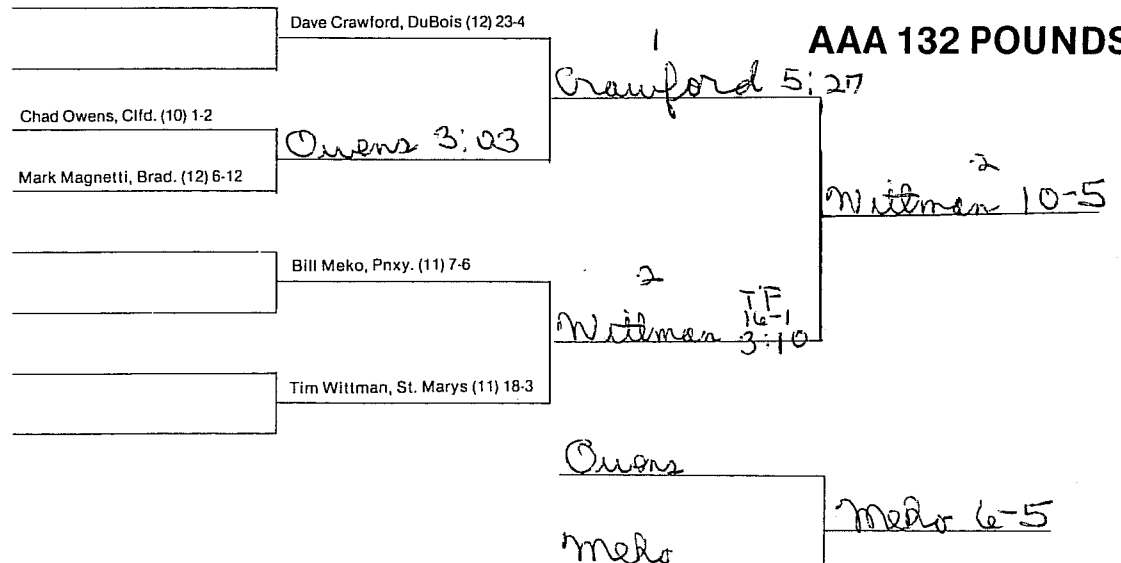 Dave Crawford, DuBois (12) 23-4
1
AAA 132 POUNDS
Crawford 5:27
Chad Owens, Clfd. (10) 1-2
Owens 3:03
Mark Magnetti, Brad. (12) 6-12
2
Wittman 10-5
Bill Meko, Pnxy. (11) 7-6
2
TF
16-1
Wittman 3:10
Tim Wittman, St. Marys (11) 18-3
Owens
Meko 6-5
Meko